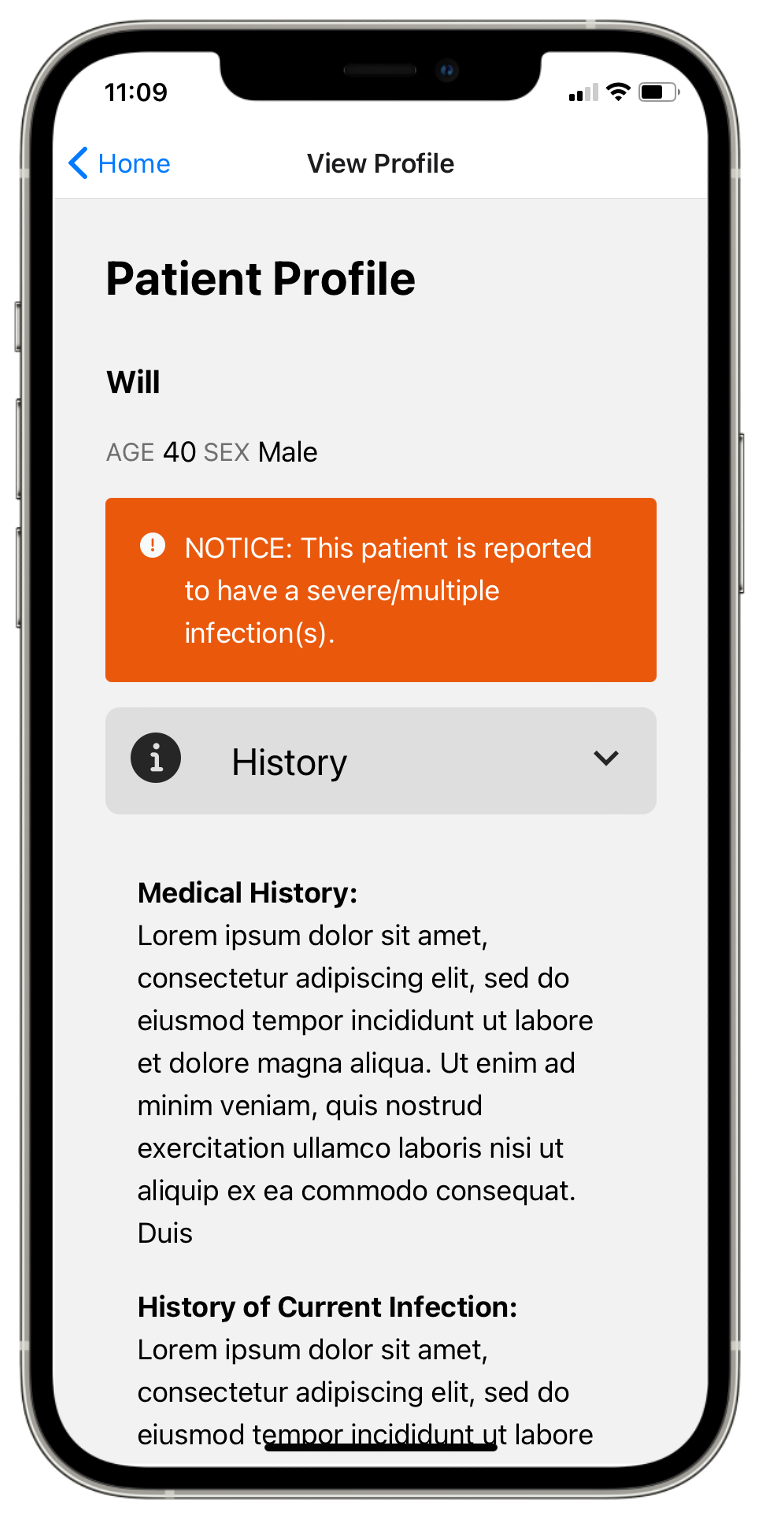 11:09
Home
View Profile
Patient Profile
Will
AGE 40 SEX Male
NOTICE: This patient is reported
to have a severe/multiple
infection(s).
History
Medical History:
Lorem ipsum dolor sit amet,
consectetur adipiscing elit, sed do
eiusmod tempor incididunt ut labore
et dolore magna aliqua. Ut enim ad
minim veniam, quis nostrud
exercitation ullamco laboris nisi ut
aliquip ex ea commodo consequat.
Duis
History of Current Infection:
Lorem ipsum dolor sit amet,
consectetur adipiscing elit, sed do
eiusmod tempor incididunt ut labore